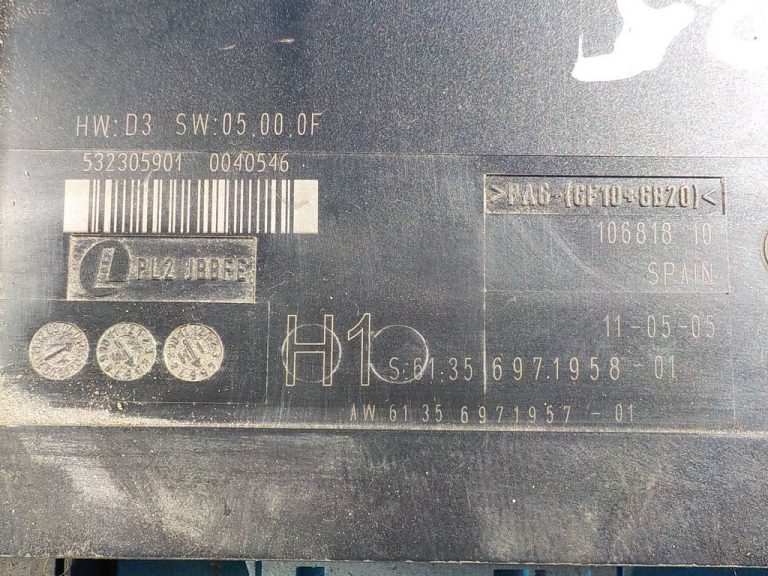 HW:D3 SW:05,00,0F
532305901 0040546
>PA6-(GF10+GB20)<
106818 10
SPAIN
L PL2 JBBFE
11-05-05
H1
S:61.35 6971958-01
AW 61 35 6971957-01